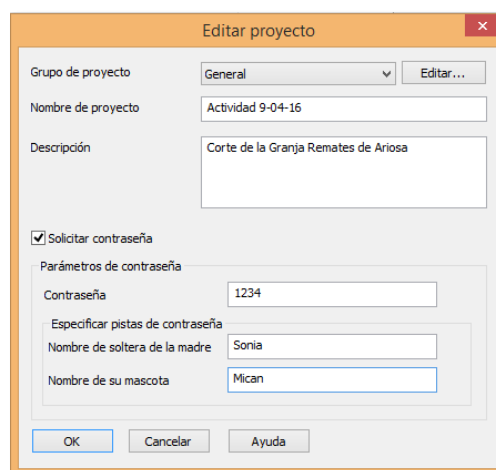 Editar proyecto
Grupo de proyecto General Editar...
Nombre de proyecto Actividad 9-04-16
Descripción Corte de la Granja Remates de Ariosa
Solicitar contraseña
Parámetros de contraseña
Contraseña 1234
Especificar pistas de contraseña
Nombre de soltera de la madre Sonia
Nombre de su mascota Mican
OK Cancelar Ayuda